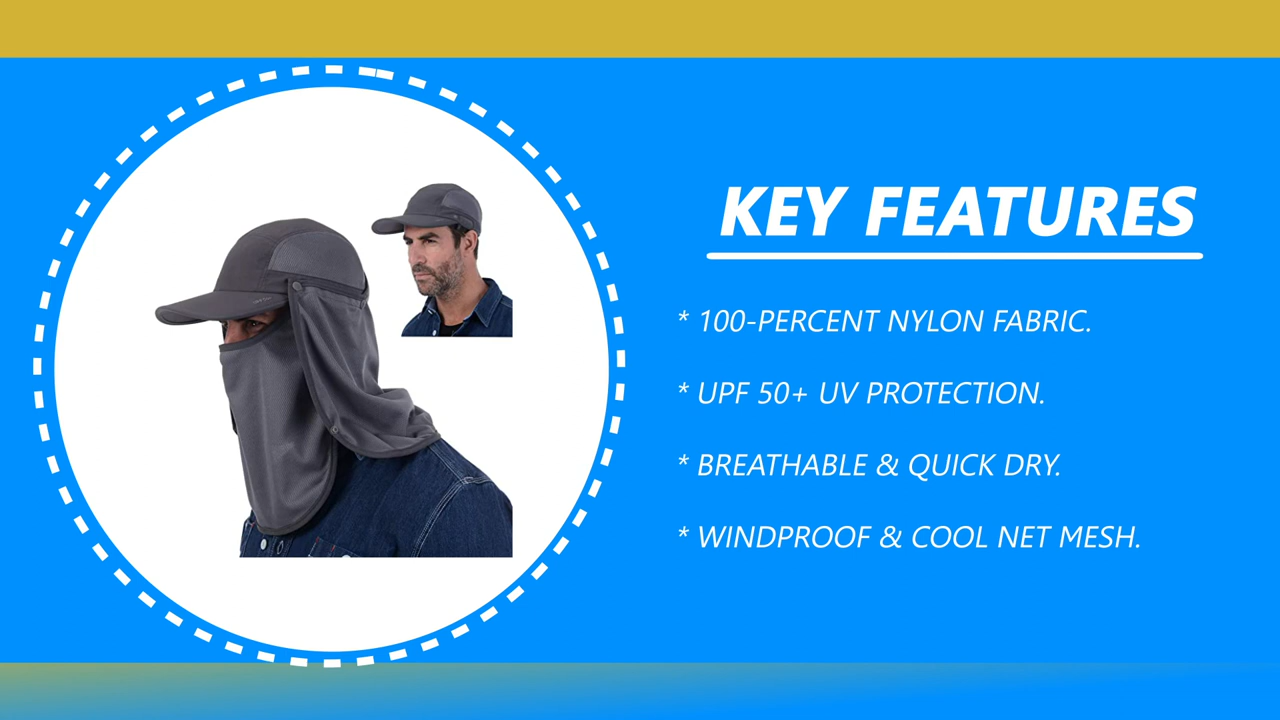 KEY FEATURES
* 100-PERCENT NYLON FABRIC.
* UPF 50+ UV PROTECTION.
* BREATHABLE & QUICK DRY.
* WINDPROOF & COOL NET MESH.